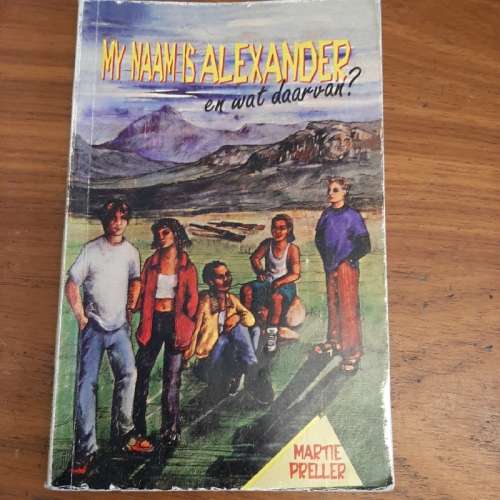 MY NAAM IS ALEXANDER
en wat daarvan?
MARTIE
PRELLER